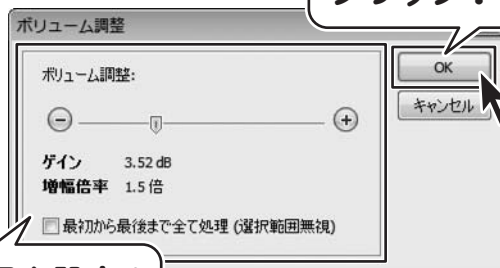 ボリューム調整
OK
キャンセル
ボリューム調整:
ゲイン 3.52 dB
増幅倍率 1.5 倍
最初から最後まで全て処理 (選択範囲無視)